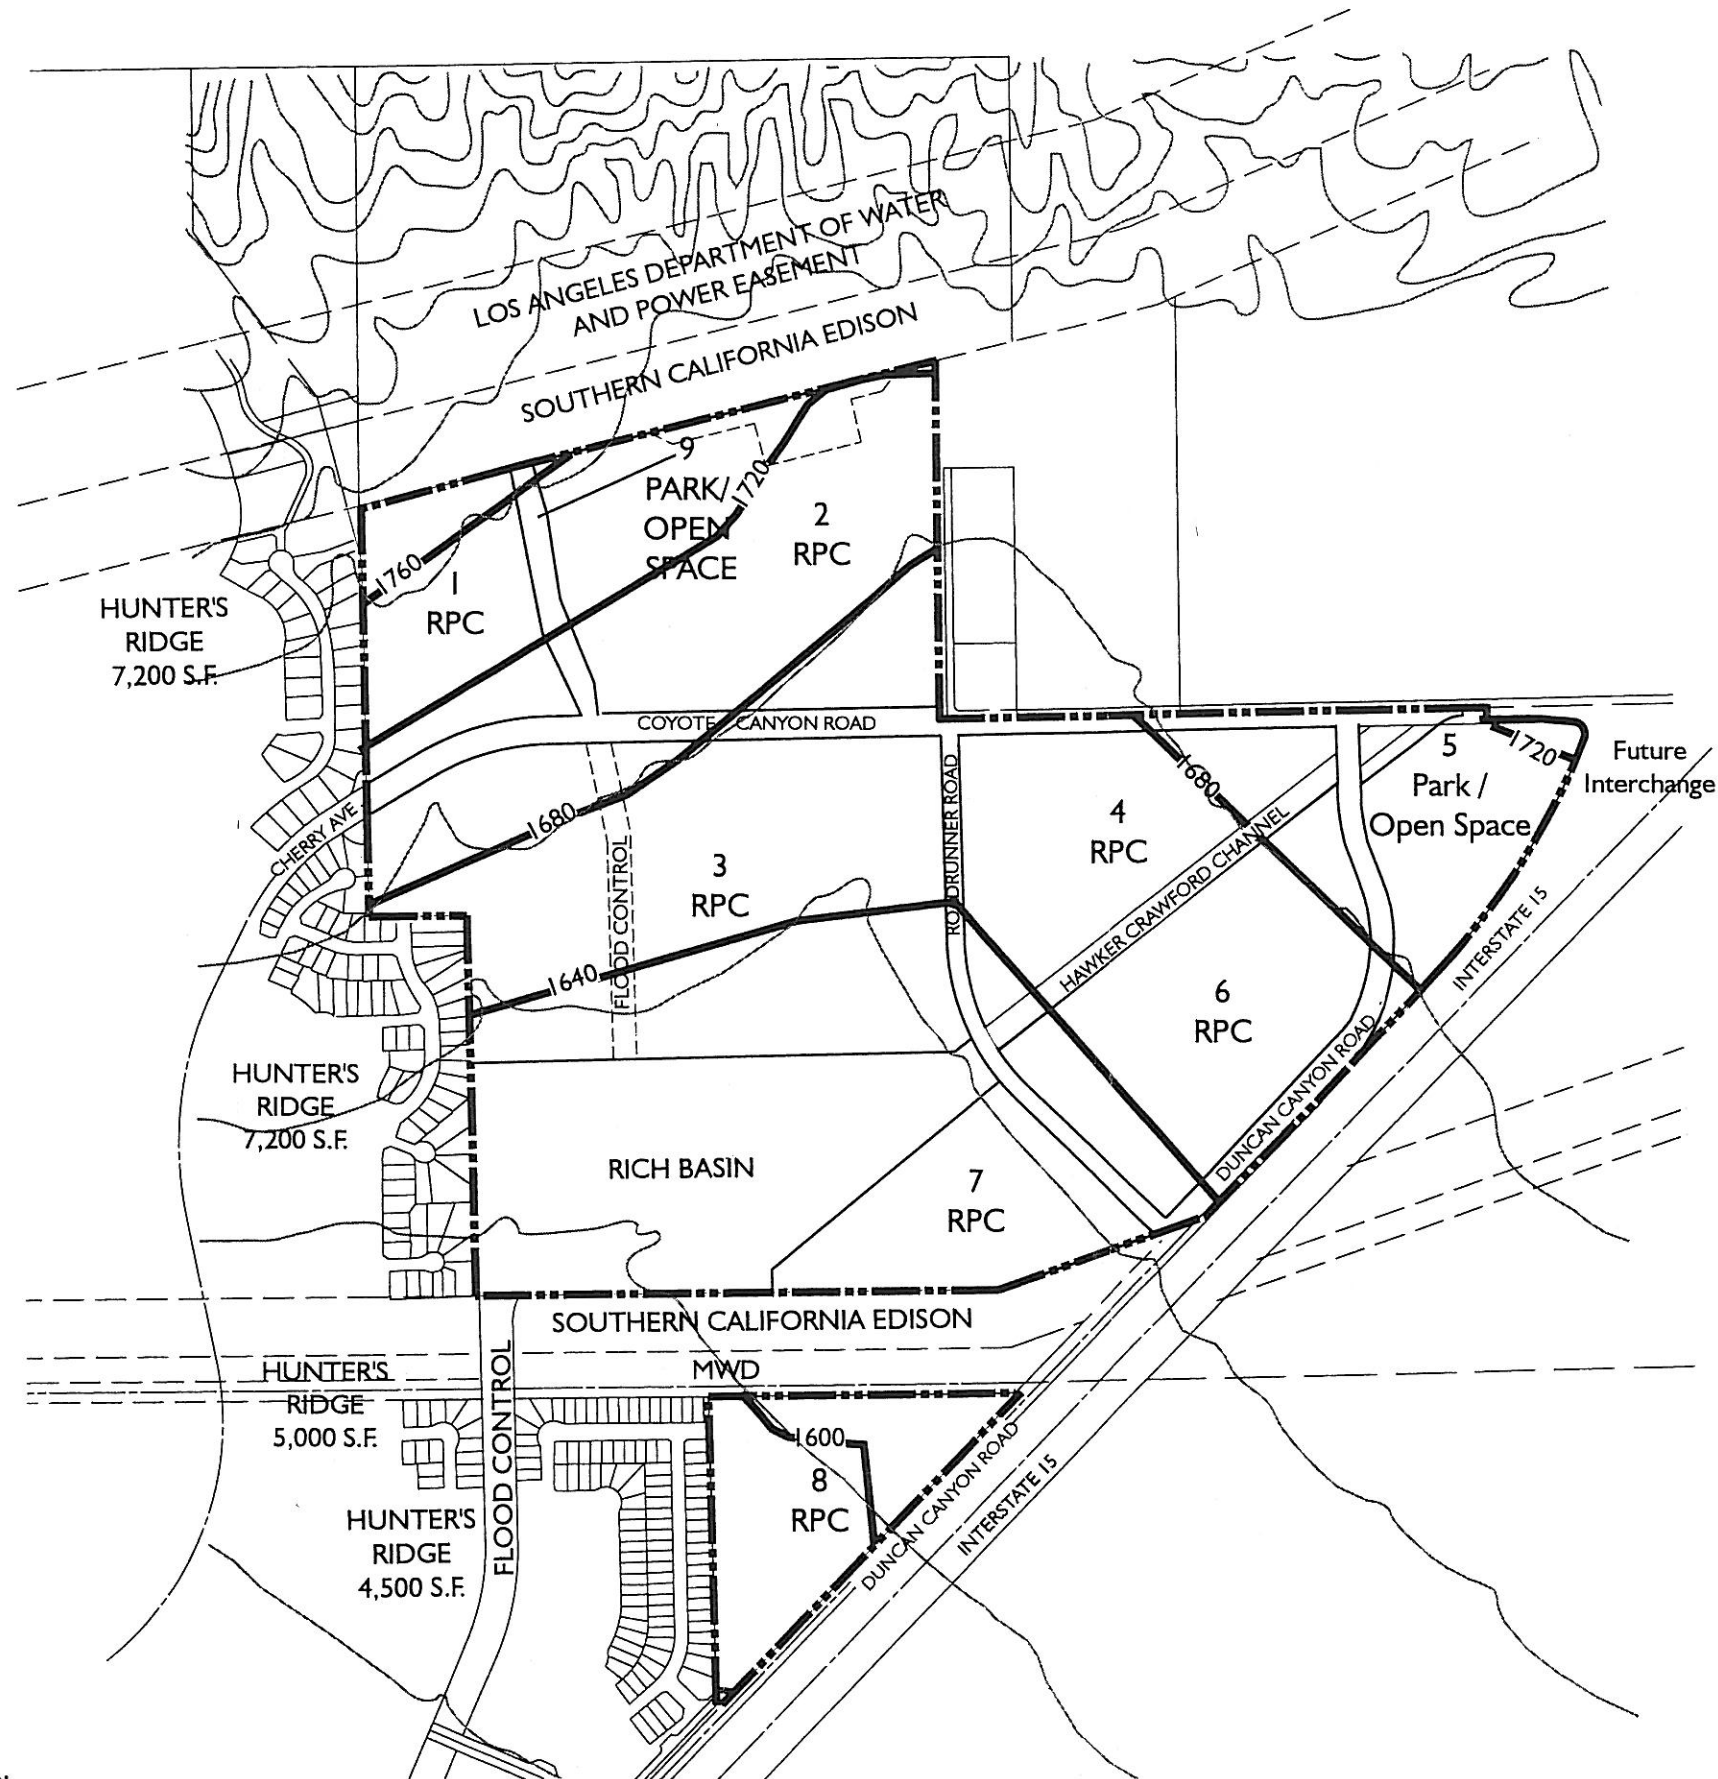 LOS ANGELES DEPARTMENT OF WATER
AND POWER EASEMENT
SOUTHERN CALIFORNIA EDISON
9
PARK/
OPEN
SPACE
1720
2
RPC
1760
1
RPC
HUNTER'S
RIDGE
7,200 S.F.
COYOTE CANYON ROAD
CHERRY AVE.
1680
FLOOD CONTROL
3
RPC
ROADRUNNER ROAD
4
RPC
1680
HAWKER CRAWFORD CHANNEL
5
Park /
Open Space
1720
Future
Interchange
INTERSTATE 15
1640
6
RPC
DUNCAN CANYON ROAD
HUNTER'S
RIDGE
7,200 S.F.
RICH BASIN
7
RPC
SOUTHERN CALIFORNIA EDISON
MWD
HUNTER'S
RIDGE
5,000 S.F.
FLOOD CONTROL
1600
8
RPC
DUNCAN CANYON ROAD
INTERSTATE 15
HUNTER'S
RIDGE
4,500 S.F.